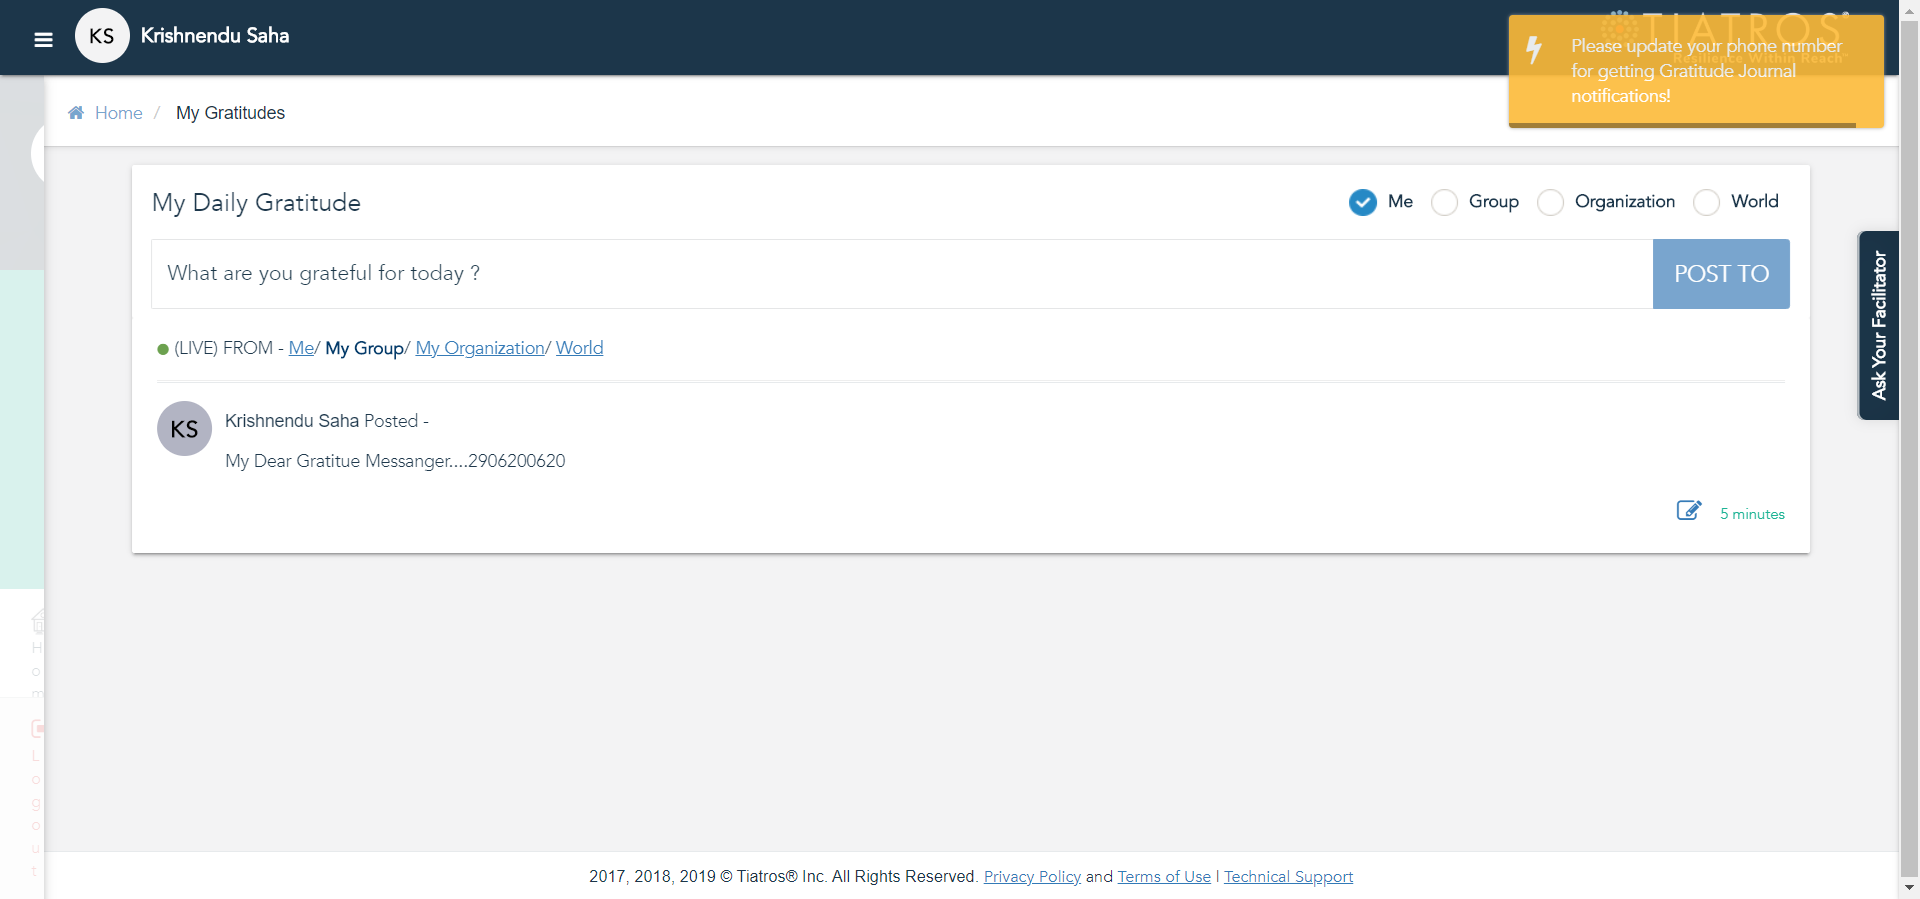 KS Krishnendu Saha
TIATROS®
Resilience Within Reach™
Please update your phone number
for getting Gratitude Journal
notifications!
Home / My Gratitudes
My Daily Gratitude
Me Group Organization World
What are you grateful for today ?
POST TO
Ask Your Facilitator
(LIVE) FROM - Me/ My Group/ My Organization/ World
KS
Krishnendu Saha Posted -
My Dear Gratitue Messanger....2906200620
5 minutes
H
o
m
L
o
g
o
u
t
2017, 2018, 2019 © Tiatros® Inc. All Rights Reserved. Privacy Policy and Terms of Use | Technical Support